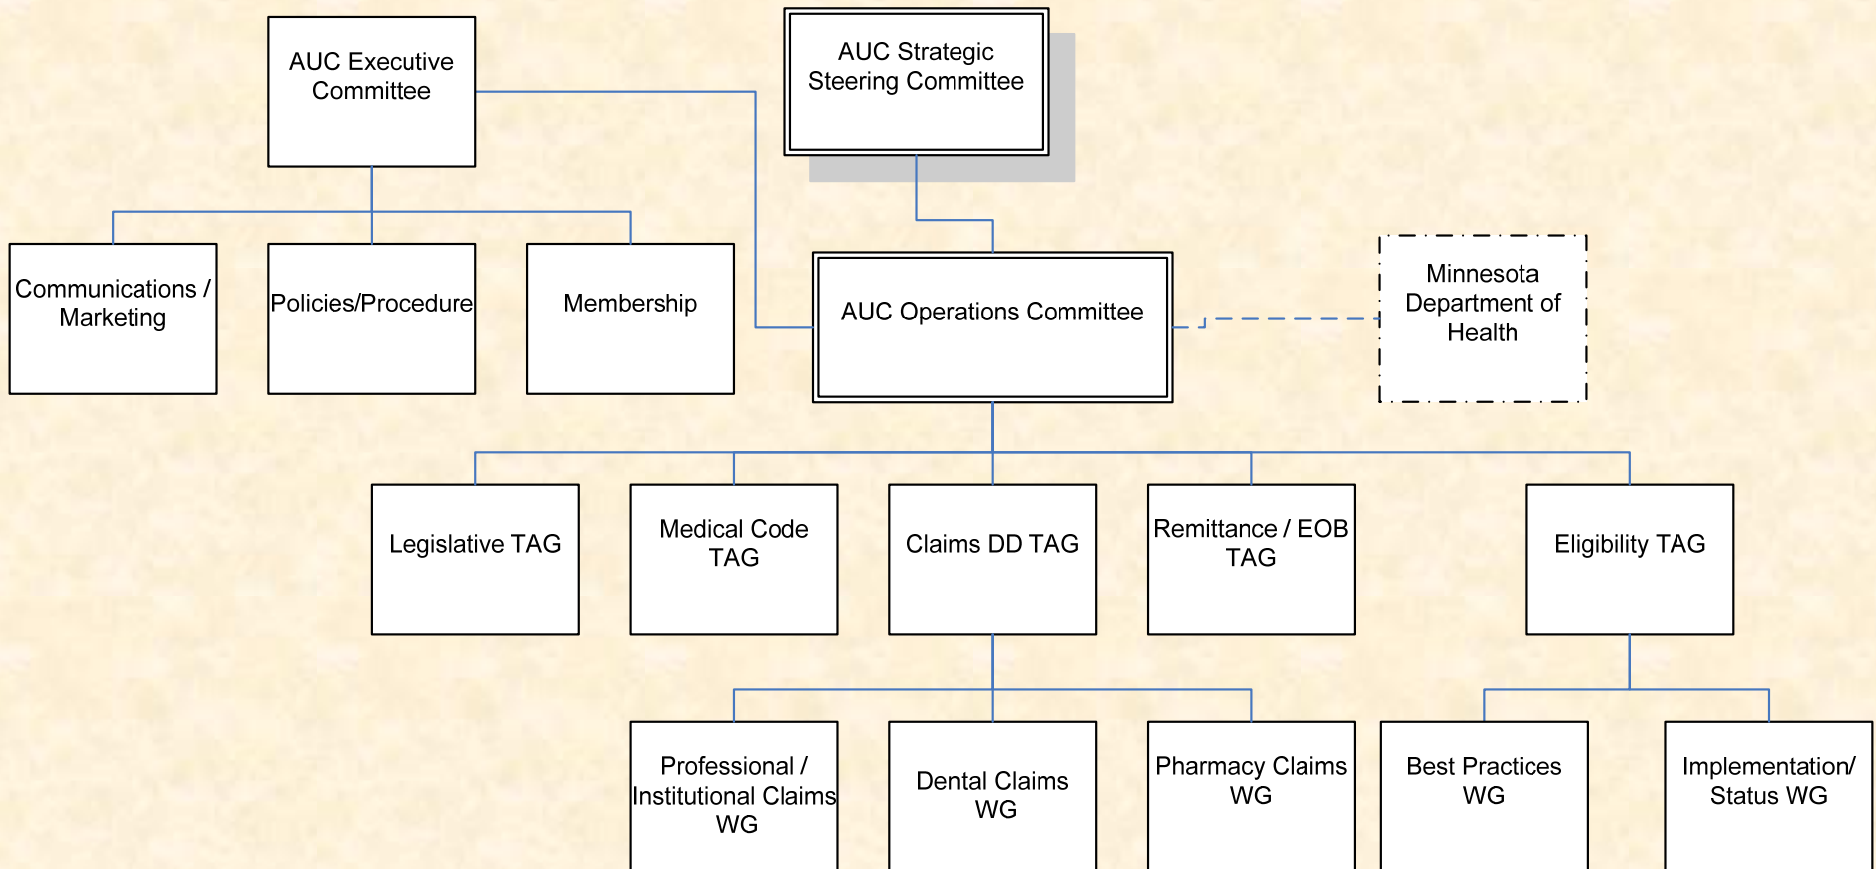 AUC Executive
Committee
AUC Strategic
Steering Committee
Communications /
Marketing
Policies/Procedure
Membership
AUC Operations Committee
Minnesota
Department of
Health
Legislative TAG
Medical Code
TAG
Claims DD TAG
Remittance / EOB
TAG
Eligibility TAG
Professional /
Institutional Claims
WG
Dental Claims
WG
Pharmacy Claims
WG
Best Practices
WG
Implementation/
Status WG